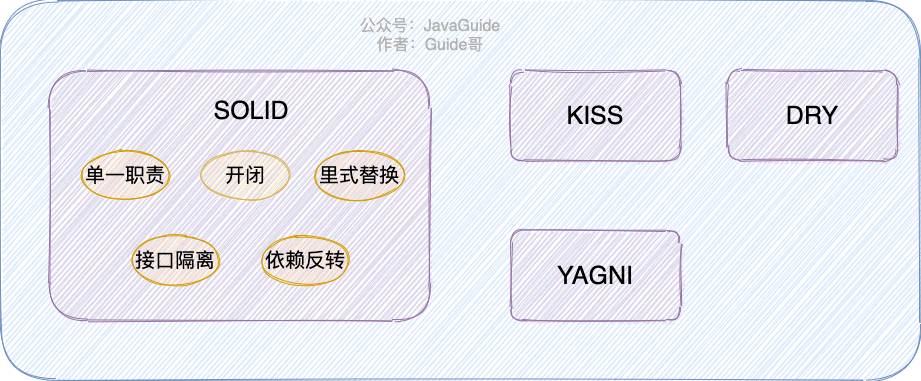 公众号：JavaGuide
作者：Guide哥
SOLID
单一职责
开闭
里式替换
接口隔离
依赖反转
KISS
DRY
YAGNI